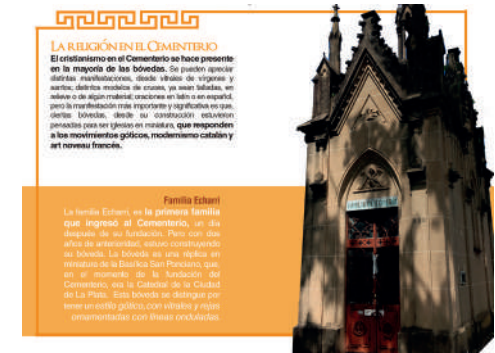 LA RELIGIÓN EN EL CEMENTERIO
El cristianismo en el Cementerio se hace presente
en la mayoría de las bóvedas. Se pueden apreciar
distintas manifestaciones, desde vitrales de vírgenes y
santos; distintos modelos de cruses, ya sean talladas, en
relieve o de algún material; oraciones en latín o en español,
pero la manifestación más importante y significativa es que,
ciertas bóvedas, desde su construcción estuvieron
pensadas para ser iglesias en miniatura, que responden
a los movimientos góticos, modernismo catalán y
art noveau francés.
Familia Echarri
La familia Echarri, es la primera familia
que ingresó al Cementerio, un día
después de su fundación. Pero con dos
años de anterioridad, estuvo construyendo
su bóveda. La bóveda es una réplica en
miniatura de la Basílica San Ponciano, que,
en el momento de la fundación del
Cementerio, era la Catedral de la Ciudad
de La Plata. Esta bóveda se distingue por
tener un estilo gótico, con vitrales y rejas
ornamentadas con líneas onduladas.